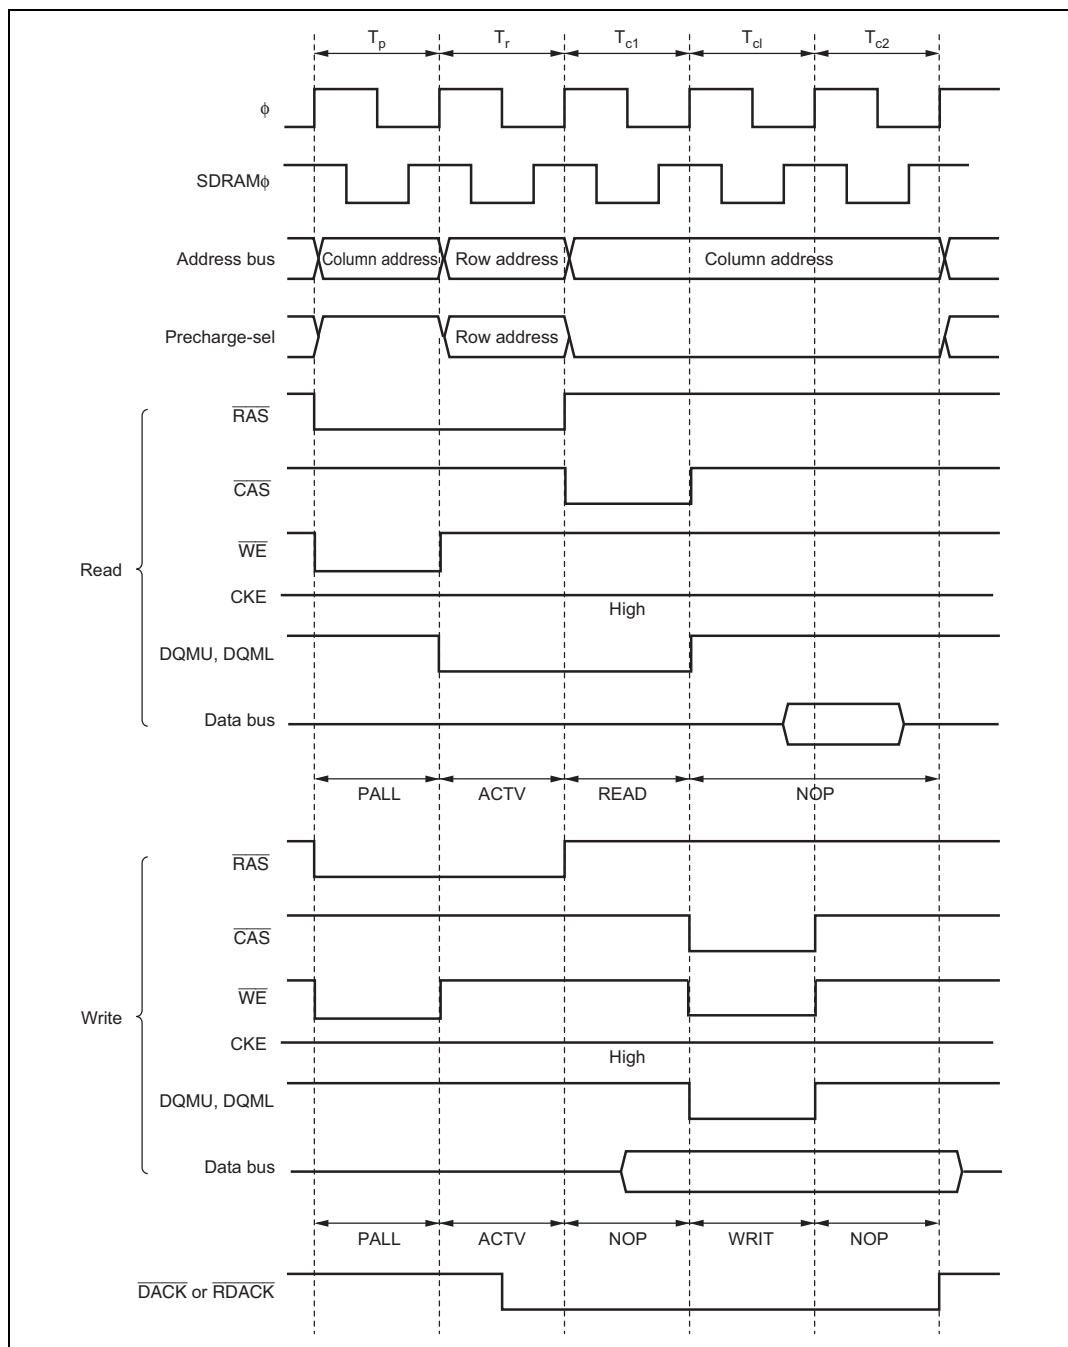 Tp Tr Tc1 Tcl Tc2
ϕ
SDRAMϕ
Address bus Column address Row address Column address
Precharge-sel Row address
RAS
CAS
WE
Read
CKE
High
DQMU, DQML
Data bus
PALL ACTV READ NOP
RAS
CAS
WE
Write
CKE
High
DQMU, DQML
Data bus
PALL ACTV NOP WRIT NOP
DACK or RDACK